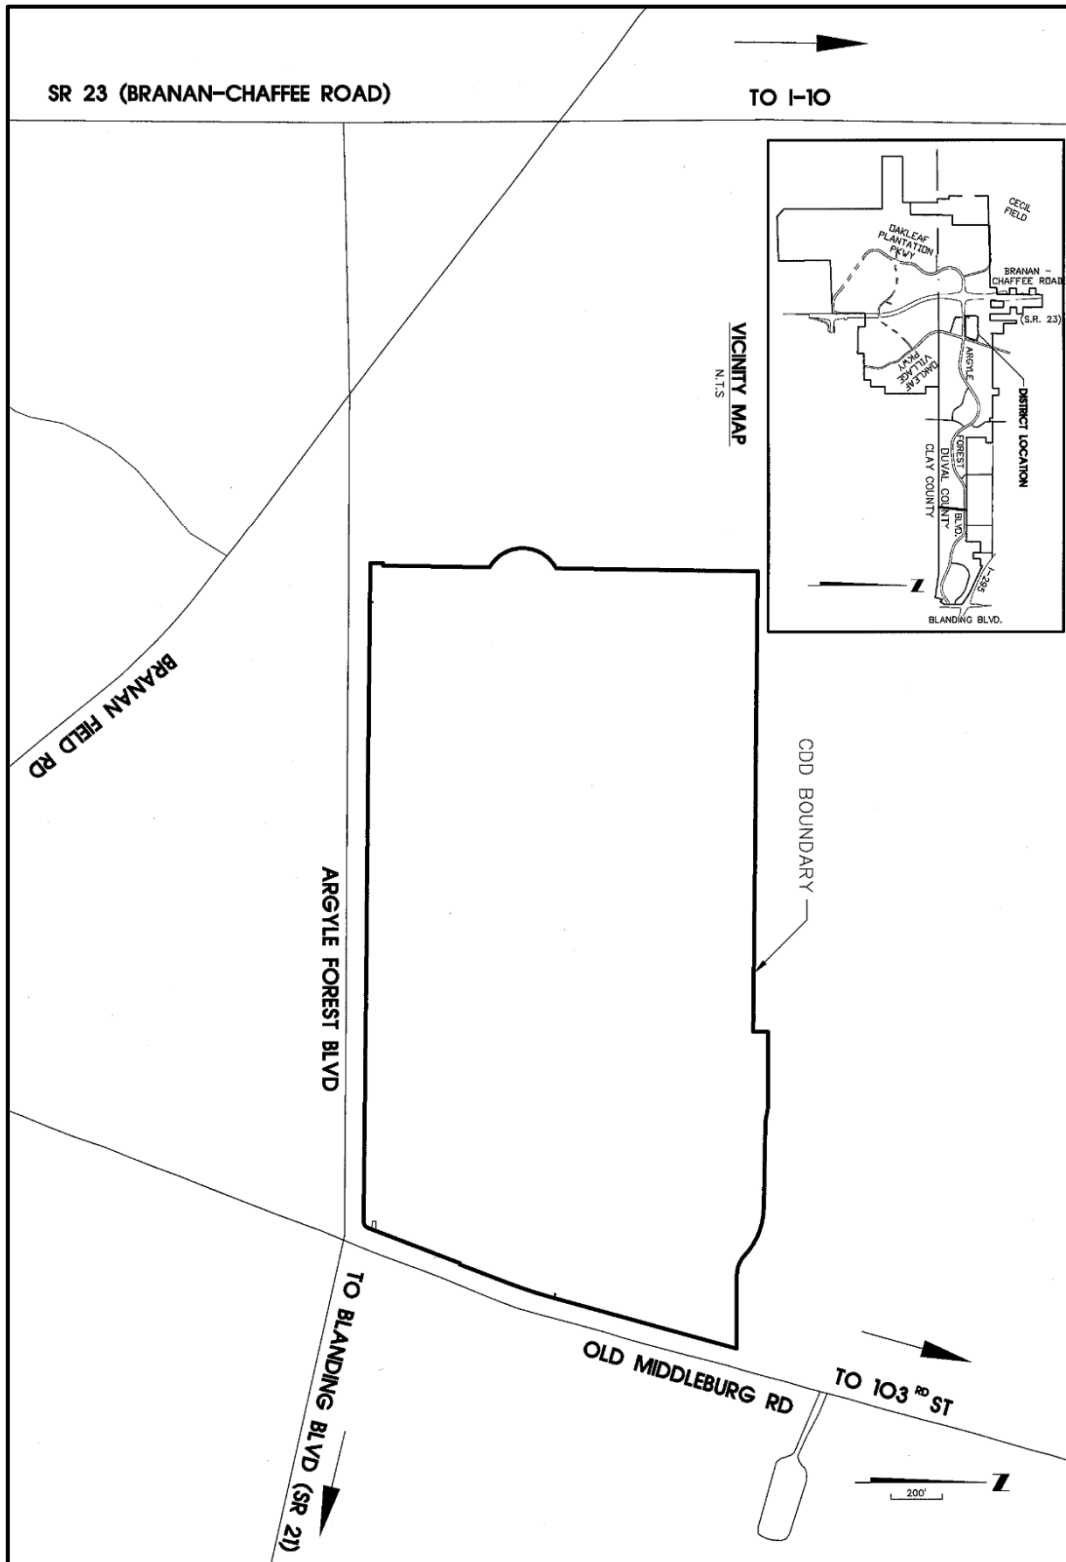 SR 23 (BRANAN-CHAFFEE ROAD)
TO I-10
CECIL
FIELD
OAKLEAF
PLANTATION
PKWY
BRANAN -
CHAFFEE ROAD
(S.R. 23)
ARGYLE
OAKLEAF
VILLAGE
PKWY
DISTRICT LOCATION
FOREST
BLVD.
DUVAL COUNTY
CLAY COUNTY
I-295
N
BLANDING BLVD.
VICINITY MAP
N.T.S
BRANAN FIELD RD
CDD BOUNDARY
ARGYLE FOREST BLVD
TO BLANDING BLVD (SR 21)
OLD MIDDLEBURG RD
TO 103 RD ST
N
200'